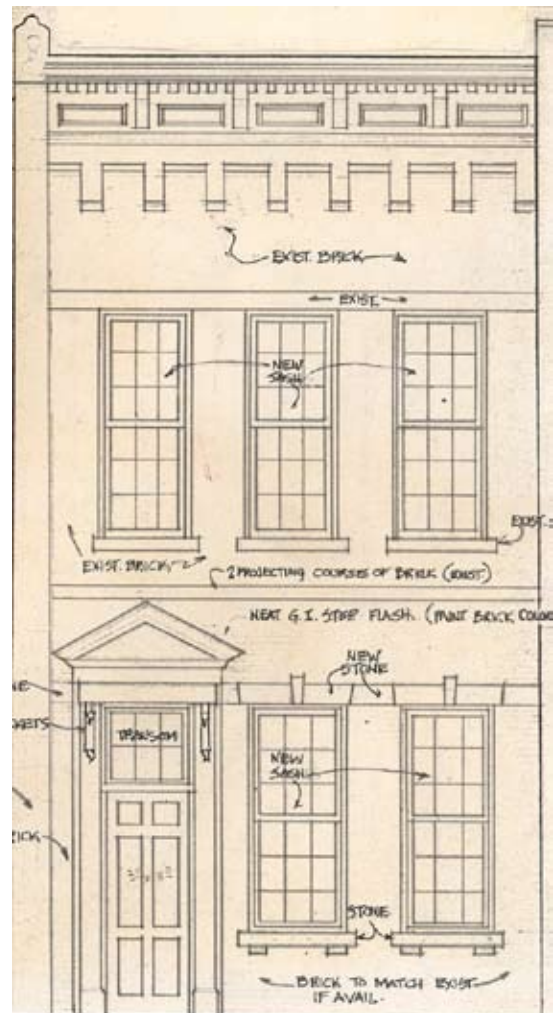 EXIST. BRICK
EXIST.
NEW
SASH
EXIST.
EXIST. BRICK
2 PROJECTING COURSES OF BRICK (EXIST.)
NEAT G.I. STEP FLASH. (PAINT BRICK COLOR
NEW
STONE
TRANSOM
NEW
SASH
STONE
BRICK TO MATCH EXIST.
IF AVAIL.